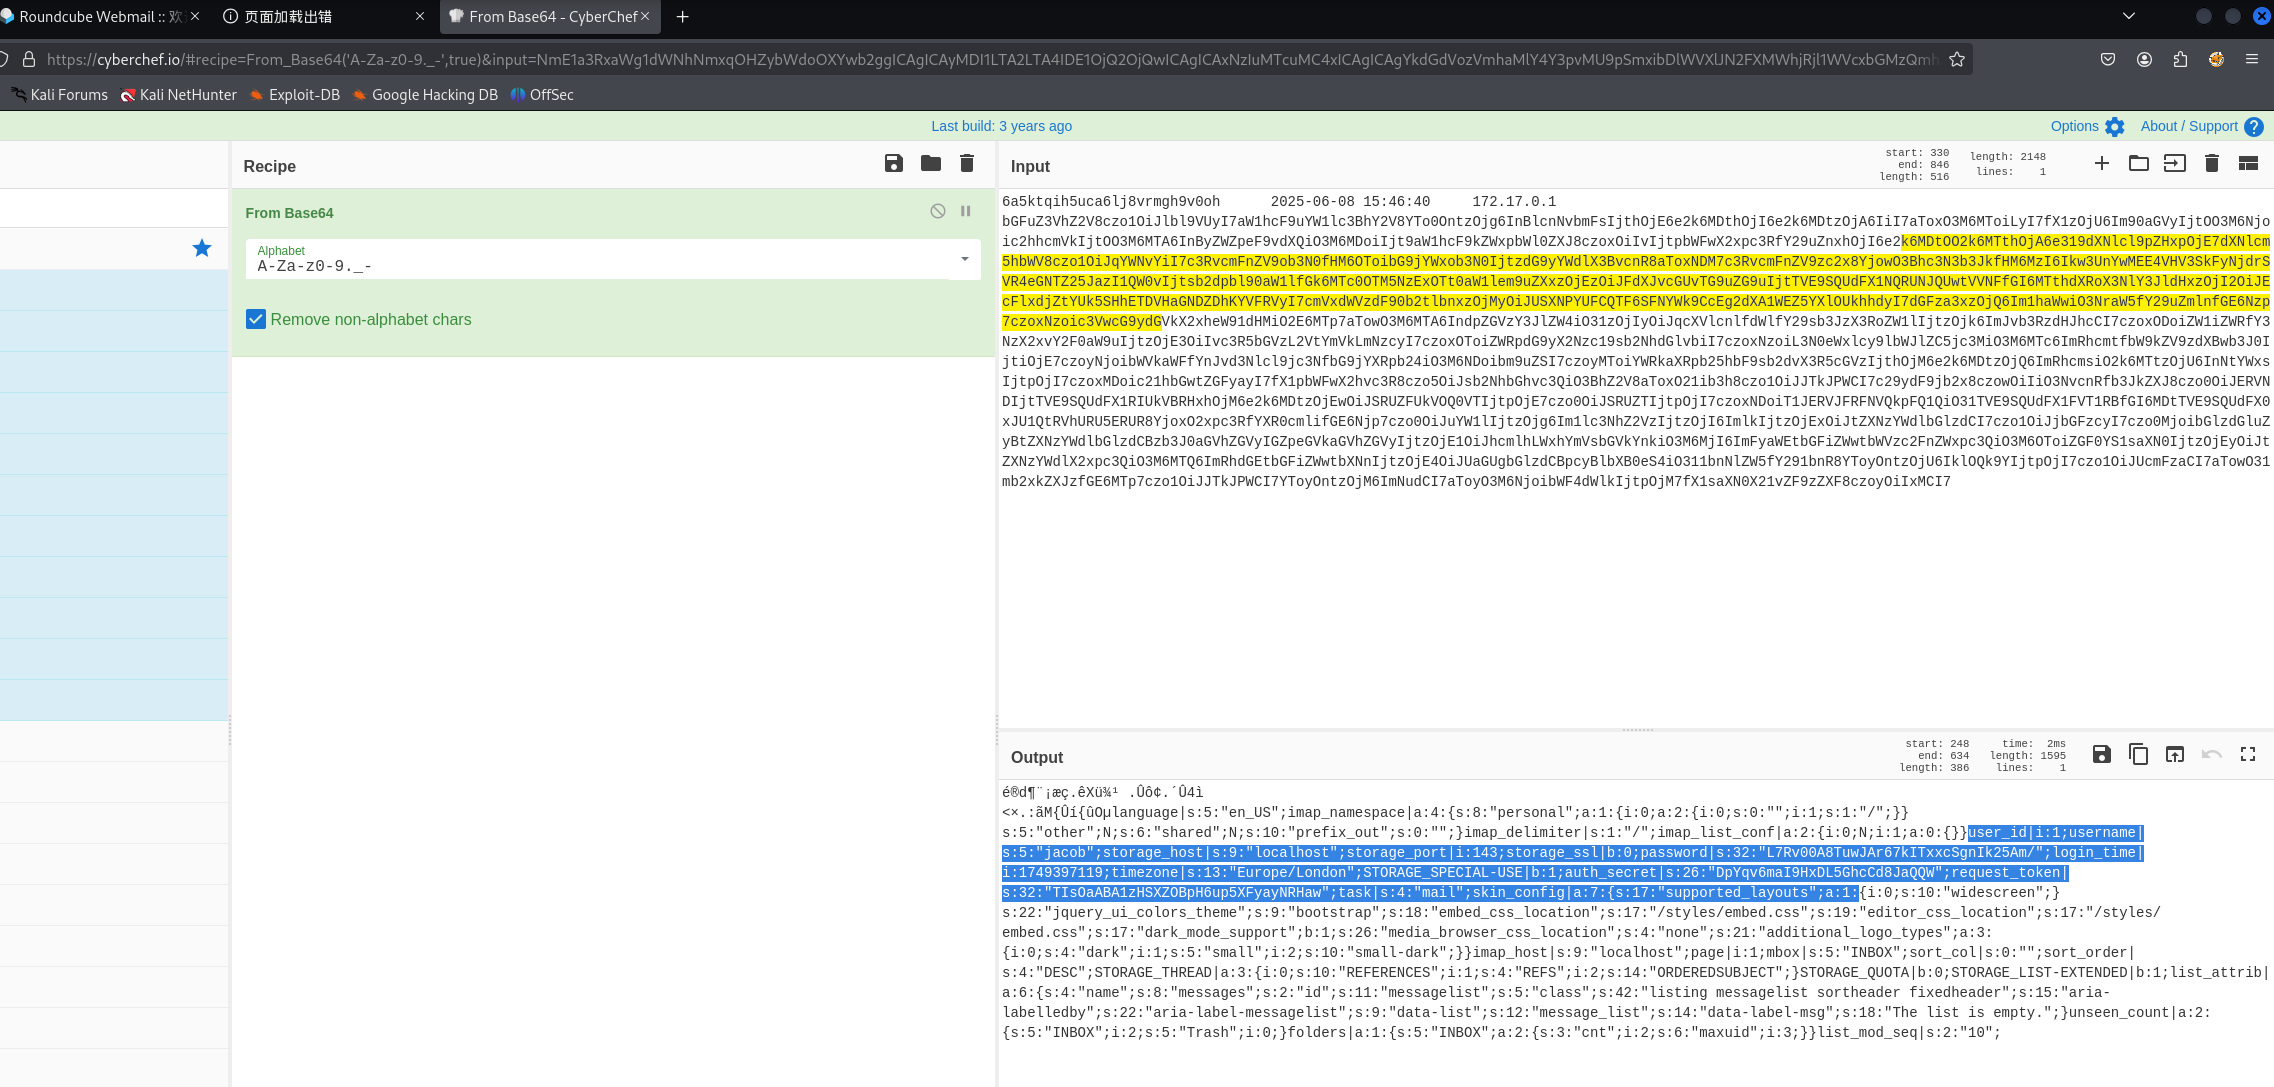 Roundcube Webmail :: 欢
页面加载出错
From Base64 - CyberChef
https://cyberchef.io/#recipe=From_Base64('A-Za-z0-9._-',true)&input=NmE1a3RxaWg1dWNhNmxqOHZybWdoOXYwb2ggICAgICAyMDI1LTA2LTA4IDE1OjQ2OjQwICAgICAxNzIuMTcuMC4xICAgICAgYkdGdVozVmhaMlY4Y3pvMU9pSmxibDlWVXlJN2FXMWhjRjl1WVcxbGMzQmh
Kali Forums
Kali NetHunter
Exploit-DB
Google Hacking DB
OffSec
Last build: 3 years ago
Options
About / Support
Recipe
From Base64
Alphabet
A-Za-z0-9._-
Remove non-alphabet chars
Input
start: 330
end: 846
length: 516
length: 2148
lines: 1
6a5ktqih5uca6lj8vrmgh9v0oh      2025-06-08 15:46:40     172.17.0.1
bGFuZ3VhZ2V8czo1OiJlbl9VUyI7aW1hcF9uYW1lc3BhY2V8YTo0OntzOjg6InBlcnNvbmFsIjthOjE6e2k6MDthOjI6e2k6MDtzOjA6IiI7aToxO3M6MToiLyI7fX1zOjU6Im90aGVyIjtOO3M6Njo
ic2hhcmVkIjtOO3M6MTA6InByZWZpeF9vdXQiO3M6MDoiIjt9aW1hcF9kZWxpbWl0ZXJ8czoxOiIvIjtpbWFwX2xpc3RfY29uZnxhOjI6e2k6MDtOO2k6MTthOjA6e319dXNlcl9pZHxpOjE7dXNlcm
5hbWV8czo1OiJqYWNvYiI7c3RvcmFnZV9ob3N0fHM6OToibG9jYWxob3N0IjtzdG9yYWdlX3BvcnR8aToxNDM7c3RvcmFnZV9zc2x8YjowO3Bhc3N3b3JkfHM6MzI6Ikw3UnYwMEE4VHV3SkFyNjdrS
VR4eGNTZ25JazI1QW0vIjtsb2dpbl90aW1lfGk6MTc0OTM5NzExOTt0aW1lem9uZXxzOjEzOiJFdXJvcGUvTG9uZG9uIjtTVE9SQUdFX1NQRUNJQUwtVVNFfGI6MTthdXRoX3NlY3JldHxzOjI2OiJE
cFlxdjZtYUk5SHhETDVHaGNDZDhKYVFRVyI7cmVxdWVzdF90b2tlbnxzOjMyOiJUSXNPYUFCQTF6SFNYWk9CcEg2dXA1WEZ5YXlOUkhhdyI7dGFza3xzOjQ6Im1haWwiO3NraW5fY29uZmlnfGE6Nzp
7czoxNzoic3VwcG9ydGVkX2xheW91dHMiO2E6MTp7aTowO3M6MTA6IndpZGVzY3JlZW4iO31zOjIyOiJqcXVlcnlfdWlfY29sb3JzX3RoZW1lIjtzOjk6ImJvb3RzdHJhcCI7czoxODoiZW1iZWRfY3
NzX2xvY2F0aW9uIjtzOjE3OiIvc3R5bGVzL2VtYmVkLmNzcyI7czoxOToiZWRpdG9yX2Nzc19sb2NhdGlvbiI7czoxNzoiL3N0eWxlcy9lbWJlZC5jc3MiO3M6MTc6ImRhcmtfbW9kZV9zdXBwb3J0I
jtiOjE7czoyNjoibWVkaWFfYnJvd3Nlcl9jc3NfbG9jYXRpb24iO3M6NDoibm9uZSI7czoyMToiYWRkaXRpb25hbF9sb2dvX3R5cGVzIjthOjM6e2k6MDtzOjQ6ImRhcmsiO2k6MTtzOjU6InNtYWxs
IjtpOjI7czoxMDoic21hbGwtZGFyayI7fX1pbWFwX2hvc3R8czo5OiJsb2NhbGhvc3QiO3BhZ2V8aToxO21ib3h8czo1OiJJTkJPWCI7c29ydF9jb2x8czowOiIiO3NvcnRfb3JkZXJ8czo0OiJERVN
DIjtTVE9SQUdFX1RIUkVBRHxhOjM6e2k6MDtzOjEwOiJSRUZFUkVOQ0VTIjtpOjE7czo0OiJSRUZTIjtpOjI7czoxNDoiT1JERVJFRFNVQkpFQ1QiO31TVE9SQUdFX1FVT1RBfGI6MDtTVE9SQUdFX0
xJU1QtRVhURU5ERUR8YjoxO2xpc3RfYXR0cmlifGE6Njp7czo0OiJuYW1lIjtzOjg6Im1lc3NhZ2VzIjtzOjI6ImlkIjtzOjExOiJtZXNzYWdlbGlzdCI7czo1OiJjbGFzcyI7czo0MjoibGlzdGluZ
yBtZXNzYWdlbGlzdCBzb3J0aGVhZGVyIGZpeGVkaGVhZGVyIjtzOjE1OiJhcmlhLWxhYmVsbGVkYnkiO3M6MjI6ImFyaWEtbGFiZWwtbWVzc2FnZWxpc3QiO3M6OToiZGF0YS1saXN0IjtzOjEyOiJt
ZXNzYWdlX2xpc3QiO3M6MTQ6ImRhdGEtbGFiZWwtbXNnIjtzOjE4OiJUaGUgbGlzdCBpcyBlbXB0eS4iO311bnNlZW5fY291bnR8YToyOntzOjU6IklOQk9YIjtpOjI7czo1OiJUcmFzaCI7aTowO31
mb2xkZXJzfGE6MTp7czo1OiJJTkJPWCI7YToyOntzOjM6ImNudCI7aToyO3M6NjoibWF4dWlkIjtpOjM7fX1saXN0X21vZF9zZXF8czoyOiIxMCI7
Output
start: 248
end: 634
length: 386
time: 2ms
length: 1595
lines: 1
é®d¶¨¡æç.êXü¾¹ .Ûô¢.´Û4ì
<×.:ãM{Ûí{ûOµlanguage|s:5:"en_US";imap_namespace|a:4:{s:8:"personal";a:1:{i:0;a:2:{i:0;s:0:"";i:1;s:1:"/";}}
s:5:"other";N;s:6:"shared";N;s:10:"prefix_out";s:0:"";}imap_delimiter|s:1:"/";imap_list_conf|a:2:{i:0;N;i:1;a:0:{}}user_id|i:1;username|
s:5:"jacob";storage_host|s:9:"localhost";storage_port|i:143;storage_ssl|b:0;password|s:32:"L7Rv00A8TuwJAr67kITxxcSgnIk25Am/";login_time|
i:1749397119;timezone|s:13:"Europe/London";STORAGE_SPECIAL-USE|b:1;auth_secret|s:26:"DpYqv6maI9HxDL5GhcCd8JaQQW";request_token|
s:32:"TIsOaABA1zHSXZOBpH6up5XFyayNRHaw";task|s:4:"mail";skin_config|a:7:{s:17:"supported_layouts";a:1:{i:0;s:10:"widescreen";}
s:22:"jquery_ui_colors_theme";s:9:"bootstrap";s:18:"embed_css_location";s:17:"/styles/embed.css";s:19:"editor_css_location";s:17:"/styles/
embed.css";s:17:"dark_mode_support";b:1;s:26:"media_browser_css_location";s:4:"none";s:21:"additional_logo_types";a:3:
{i:0;s:4:"dark";i:1;s:5:"small";i:2;s:10:"small-dark";}}imap_host|s:9:"localhost";page|i:1;mbox|s:5:"INBOX";sort_col|s:0:"";sort_order|
s:4:"DESC";STORAGE_THREAD|a:3:{i:0;s:10:"REFERENCES";i:1;s:4:"REFS";i:2;s:14:"ORDEREDSUBJECT";}STORAGE_QUOTA|b:0;STORAGE_LIST-EXTENDED|b:1;list_attrib|
a:6:{s:4:"name";s:8:"messages";s:2:"id";s:11:"messagelist";s:5:"class";s:42:"listing messagelist sortheader fixedheader";s:15:"aria-
labelledby";s:22:"aria-label-messagelist";s:9:"data-list";s:12:"message_list";s:14:"data-label-msg";s:18:"The list is empty.";}unseen_count|a:2:
{s:5:"INBOX";i:2;s:5:"Trash";i:0;}folders|a:1:{s:5:"INBOX";a:2:{s:3:"cnt";i:2;s:6:"maxuid";i:3;}}list_mod_seq|s:2:"10";